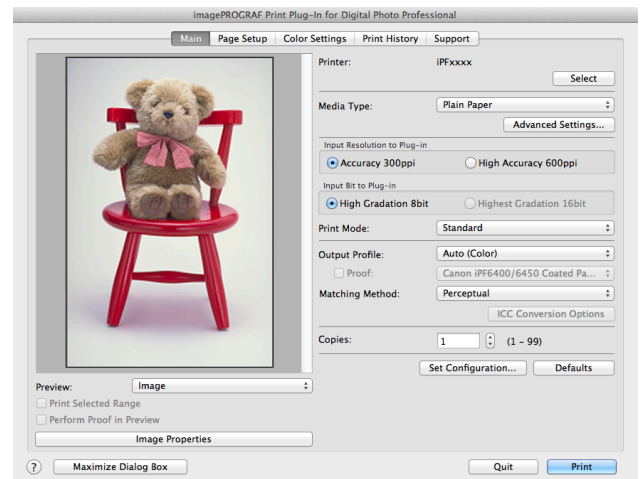 imagePROGRAF Print Plug-In for Digital Photo Professional
Main Page Setup Color Settings Print History Support
Printer: iPFxxxx
Select
Media Type: Plain Paper
Advanced Settings...
Input Resolution to Plug-in
Accuracy 300ppi High Accuracy 600ppi
Input Bit to Plug-in
High Gradation 8bit Highest Gradation 16bit
Print Mode: Standard
Output Profile: Auto (Color)
Proof: Canon iPF6400/6450 Coated Pa...
Matching Method: Perceptual
ICC Conversion Options
Copies: 1 (1 – 99)
Set Configuration... Defaults
Preview: Image
Print Selected Range
Perform Proof in Preview
Image Properties
? Maximize Dialog Box Quit Print